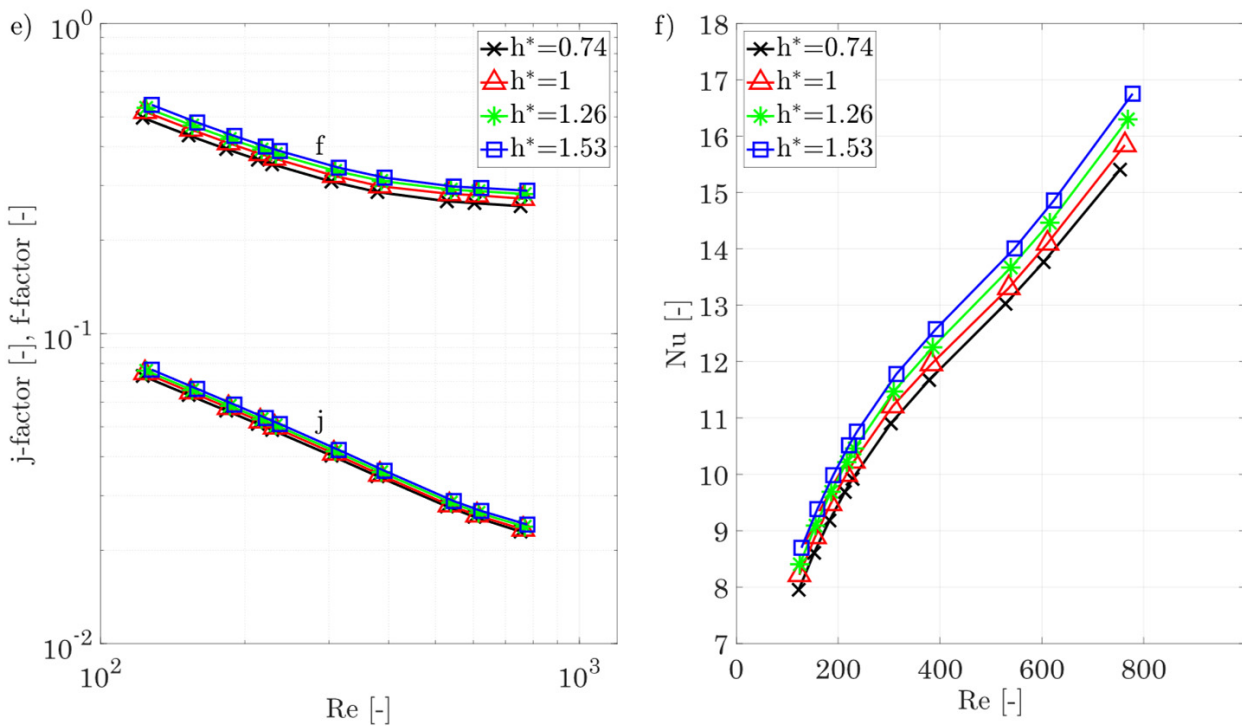 e)
10^0
10^-1
10^-2
j-factor [-], f-factor [-]
h*=0.74
h*=1
h*=1.26
h*=1.53
f
j
10^2
10^3
Re [-]
f)
18
17
16
15
14
13
12
11
10
9
8
7
Nu [-]
h*=0.74
h*=1
h*=1.26
h*=1.53
0 200 400 600 800
Re [-]